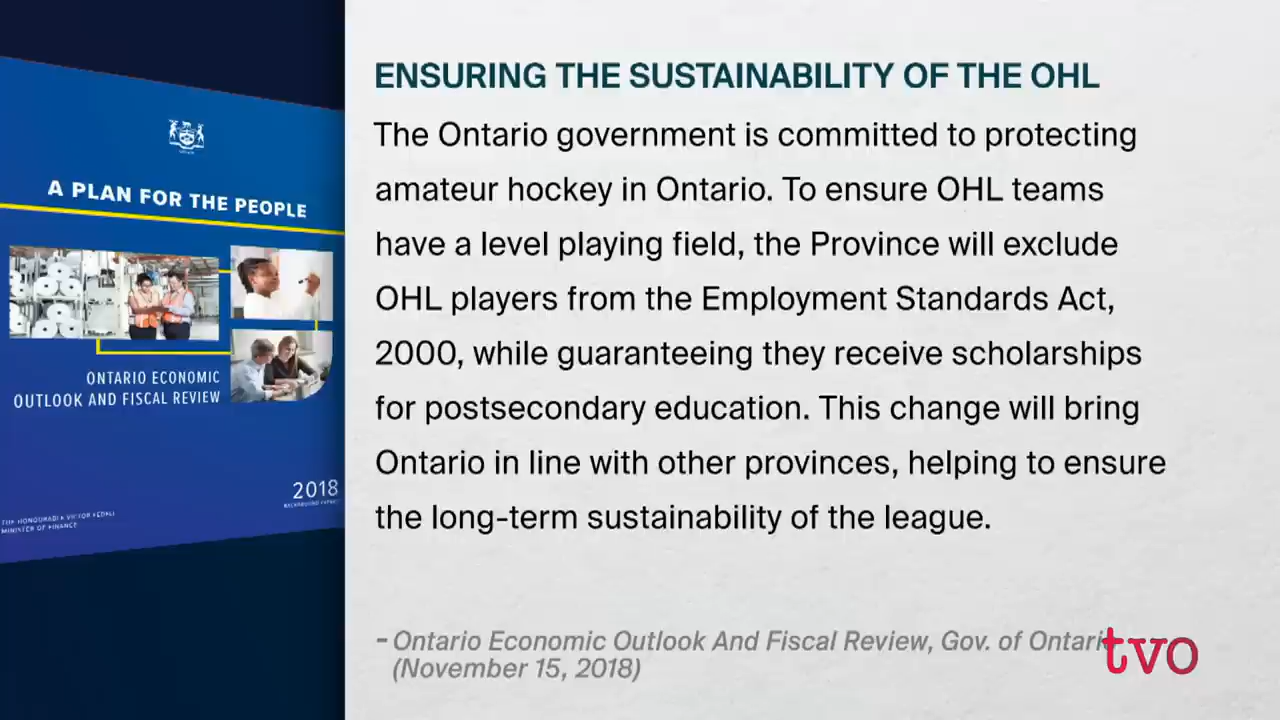 A PLAN FOR THE PEOPLE
ONTARIO ECONOMIC
OUTLOOK AND FISCAL REVIEW
2018
MINISTER OF FINANCE
ENSURING THE SUSTAINABILITY OF THE OHL
The Ontario government is committed to protecting
amateur hockey in Ontario. To ensure OHL teams
have a level playing field, the Province will exclude
OHL players from the Employment Standards Act,
2000, while guaranteeing they receive scholarships
for postsecondary education. This change will bring
Ontario in line with other provinces, helping to ensure
the long-term sustainability of the league.
- Ontario Economic Outlook And Fiscal Review, Gov. of Ontario
(November 15, 2018)
tvo